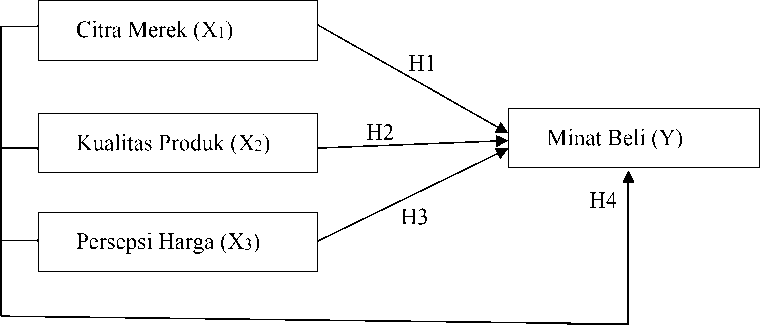 Citra Merek (X1)
H1
H2
Minat Beli (Y)
Kualitas Produk (X2)
H4
H3
Persepsi Harga (X3)